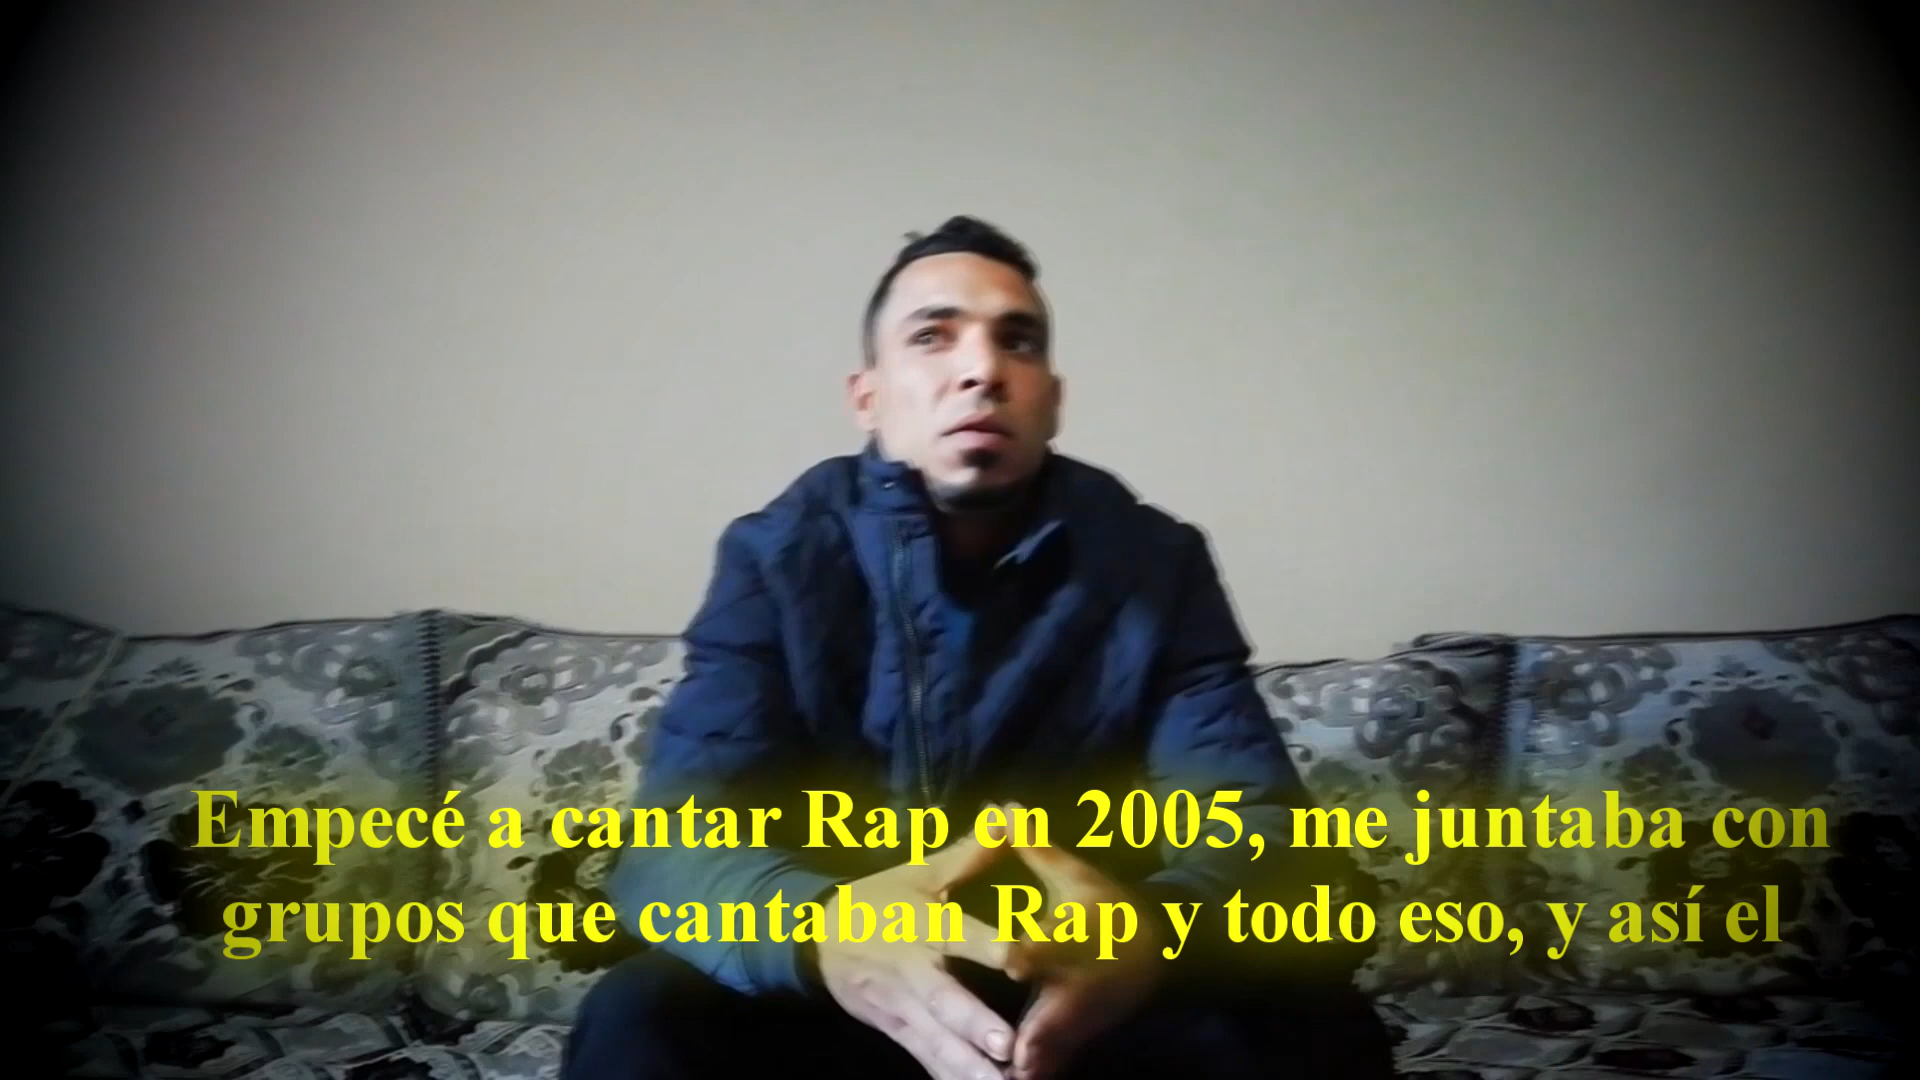 Empecé a cantar Rap en 2005, me juntaba con
grupos que cantaban Rap y todo eso, y así el